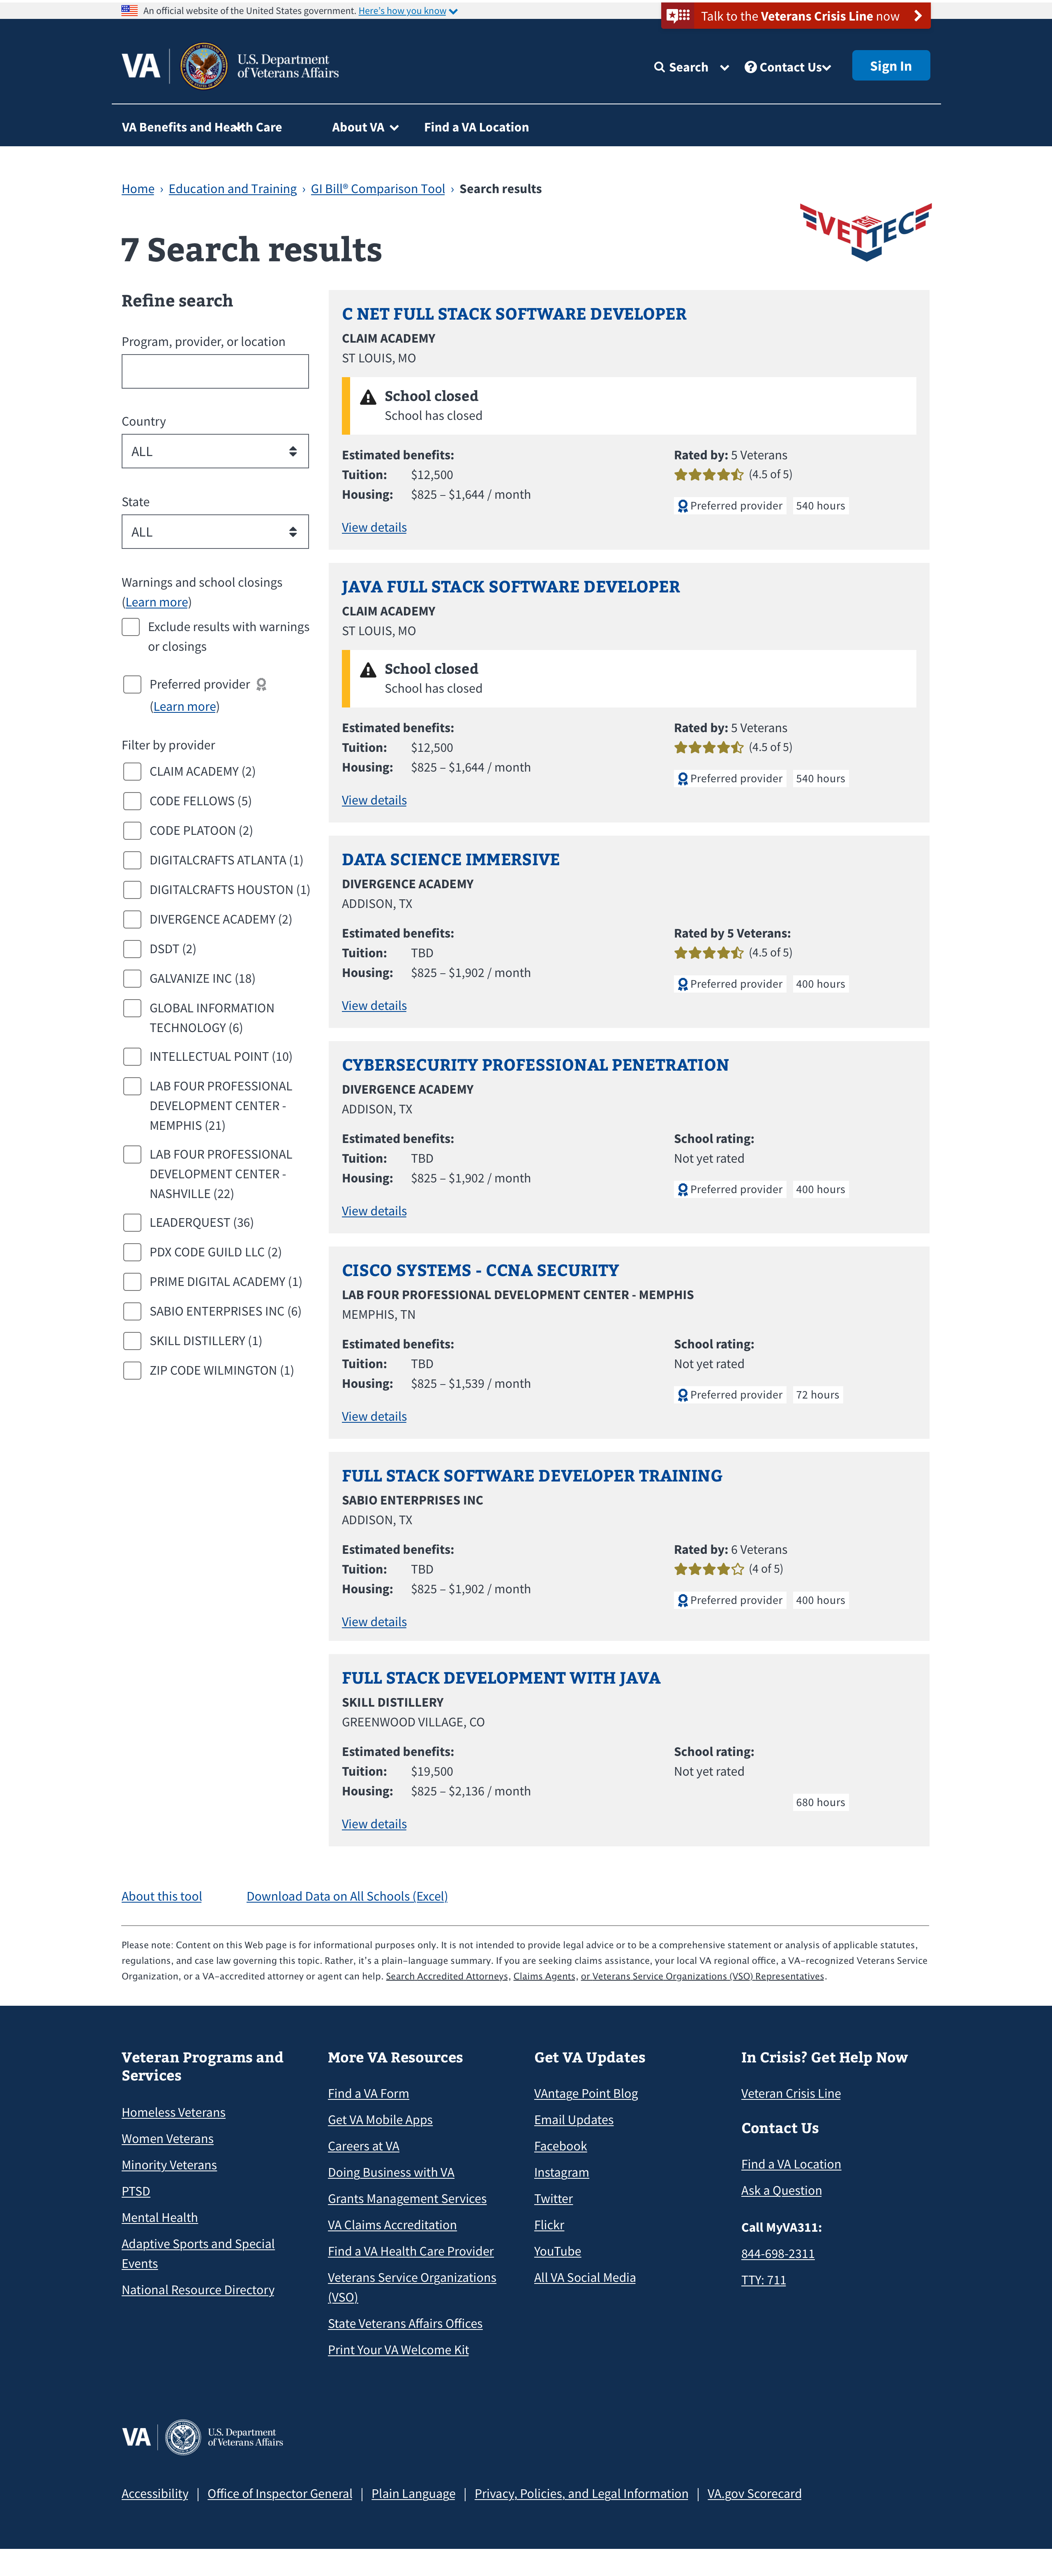 An official website of the United States government. Here's how you know
Talk to the Veterans Crisis Line now
VA U.S. Department of Veterans Affairs
Search
Contact Us
Sign In
VA Benefits and Health Care
About VA
Find a VA Location
Home › Education and Training › GI Bill® Comparison Tool › Search results
VET TEC
7 Search results
Refine search
Program, provider, or location
Country
ALL
State
ALL
Warnings and school closings
(Learn more)
Exclude results with warnings
or closings
Preferred provider
(Learn more)
Filter by provider
CLAIM ACADEMY (2)
CODE FELLOWS (5)
CODE PLATOON (2)
DIGITALCRAFTS ATLANTA (1)
DIGITALCRAFTS HOUSTON (1)
DIVERGENCE ACADEMY (2)
DSDT (2)
GALVANIZE INC (18)
GLOBAL INFORMATION
TECHNOLOGY (6)
INTELLECTUAL POINT (10)
LAB FOUR PROFESSIONAL
DEVELOPMENT CENTER -
MEMPHIS (21)
LAB FOUR PROFESSIONAL
DEVELOPMENT CENTER -
NASHVILLE (22)
LEADERQUEST (36)
PDX CODE GUILD LLC (2)
PRIME DIGITAL ACADEMY (1)
SABIO ENTERPRISES INC (6)
SKILL DISTILLERY (1)
ZIP CODE WILMINGTON (1)
C NET FULL STACK SOFTWARE DEVELOPER
CLAIM ACADEMY
ST LOUIS, MO
School closed
School has closed
Estimated benefits:
Tuition: $12,500
Housing: $825 – $1,644 / month
Rated by: 5 Veterans
(4.5 of 5)
Preferred provider 540 hours
View details
JAVA FULL STACK SOFTWARE DEVELOPER
CLAIM ACADEMY
ST LOUIS, MO
School closed
School has closed
Estimated benefits:
Tuition: $12,500
Housing: $825 – $1,644 / month
Rated by: 5 Veterans
(4.5 of 5)
Preferred provider 540 hours
View details
DATA SCIENCE IMMERSIVE
DIVERGENCE ACADEMY
ADDISON, TX
Estimated benefits:
Tuition: TBD
Housing: $825 – $1,902 / month
Rated by 5 Veterans:
(4.5 of 5)
Preferred provider 400 hours
View details
CYBERSECURITY PROFESSIONAL PENETRATION
DIVERGENCE ACADEMY
ADDISON, TX
Estimated benefits:
Tuition: TBD
Housing: $825 – $1,902 / month
School rating:
Not yet rated
Preferred provider 400 hours
View details
CISCO SYSTEMS - CCNA SECURITY
LAB FOUR PROFESSIONAL DEVELOPMENT CENTER - MEMPHIS
MEMPHIS, TN
Estimated benefits:
Tuition: TBD
Housing: $825 – $1,539 / month
School rating:
Not yet rated
Preferred provider 72 hours
View details
FULL STACK SOFTWARE DEVELOPER TRAINING
SABIO ENTERPRISES INC
ADDISON, TX
Estimated benefits:
Tuition: TBD
Housing: $825 – $1,902 / month
Rated by: 6 Veterans
(4 of 5)
Preferred provider 400 hours
View details
FULL STACK DEVELOPMENT WITH JAVA
SKILL DISTILLERY
GREENWOOD VILLAGE, CO
Estimated benefits:
Tuition: $19,500
Housing: $825 – $2,136 / month
School rating:
Not yet rated
680 hours
View details
About this tool
Download Data on All Schools (Excel)
Please note: Content on this Web page is for informational purposes only. It is not intended to provide legal advice or to be a comprehensive statement or analysis of applicable statutes,
regulations, and case law governing this topic. Rather, it's a plain-language summary. If you are seeking claims assistance, your local VA regional office, a VA-recognized Veterans Service
Organization, or a VA-accredited attorney or agent can help. Search Accredited Attorneys, Claims Agents, or Veterans Service Organizations (VSO) Representatives.
Veteran Programs and
Services
Homeless Veterans
Women Veterans
Minority Veterans
PTSD
Mental Health
Adaptive Sports and Special
Events
National Resource Directory
More VA Resources
Find a VA Form
Get VA Mobile Apps
Careers at VA
Doing Business with VA
Grants Management Services
VA Claims Accreditation
Find a VA Health Care Provider
Veterans Service Organizations
(VSO)
State Veterans Affairs Offices
Print Your VA Welcome Kit
Get VA Updates
VAntage Point Blog
Email Updates
Facebook
Instagram
Twitter
Flickr
YouTube
All VA Social Media
In Crisis? Get Help Now
Veteran Crisis Line
Contact Us
Find a VA Location
Ask a Question
Call MyVA311:
844-698-2311
TTY: 711
VA U.S. Department of Veterans Affairs
Accessibility | Office of Inspector General | Plain Language | Privacy, Policies, and Legal Information | VA.gov Scorecard